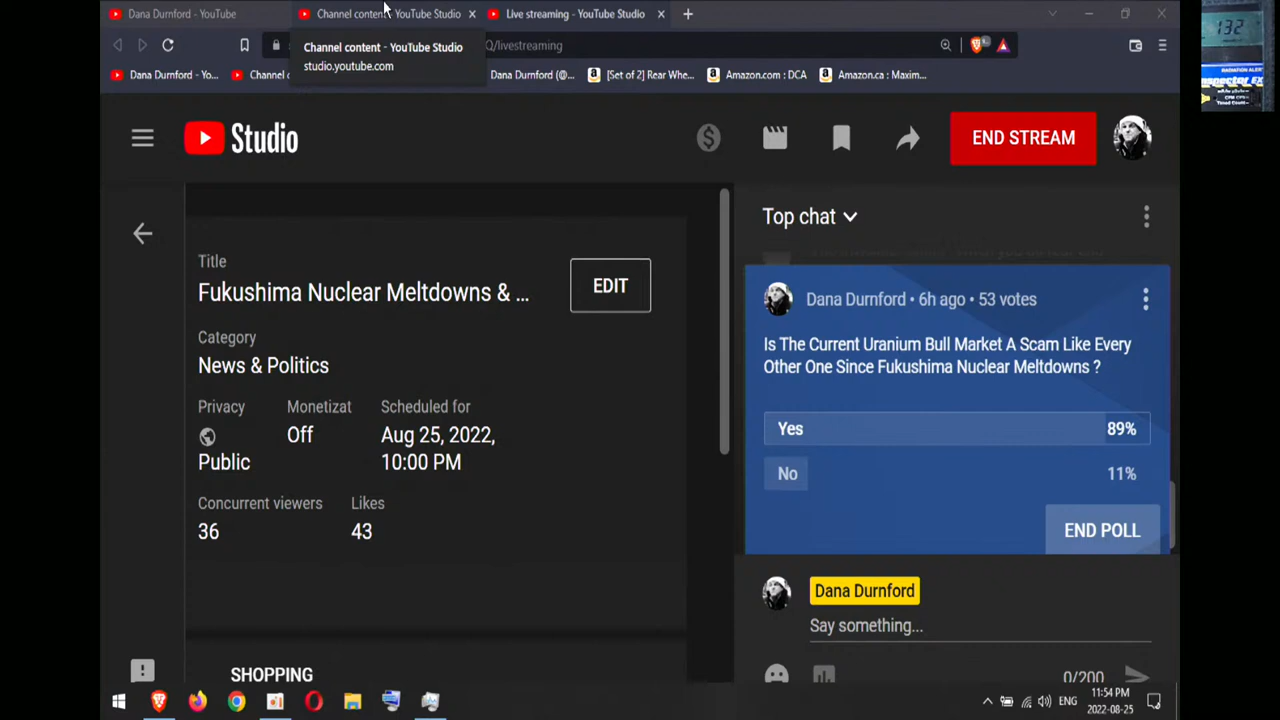 Dana Durnford - YouTube
Channel content - YouTube Studio
Live streaming - YouTube Studio
Channel content - YouTube Studio
studio.youtube.com
Q/livestreaming
Dana Durnford - Yo...
Channel co
Dana Durnford.(@...
[Set of 2] Rear Whe...
Amazon.com : DCA
Amazon.ca : Maxim...
132
RADIATION ALERT
Inspector EX
Studio
END STREAM
Title
Fukushima Nuclear Meltdowns & ...
EDIT
Category
News & Politics
Privacy
Monetizat
Scheduled for
Public
Off
Aug 25, 2022,
10:00 PM
Concurrent viewers
Likes
36
43
SHOPPING
Top chat
Dana Durnford • 6h ago • 53 votes
Is The Current Uranium Bull Market A Scam Like Every
Other One Since Fukushima Nuclear Meltdowns ?
Yes 89%
No 11%
END POLL
Dana Durnford
Say something...
0/200
ENG
11:54 PM
2022-08-25